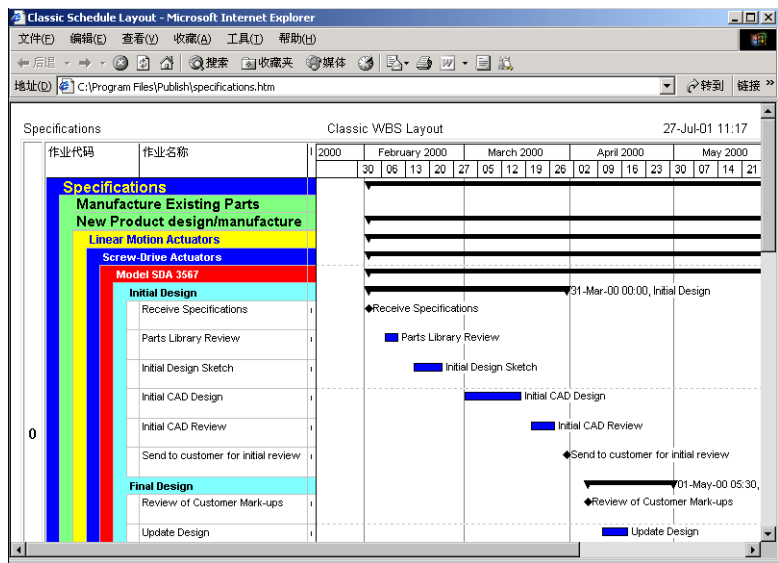 Classic Schedule Layout - Microsoft Internet Explorer
文件(F) 编辑(E) 查看(V) 收藏(A) 工具(T) 帮助(H)
后退 搜索 收藏夹 媒体
地址(D) C:\Program Files\Publish\specifications.htm 转到 链接 »
Specifications Classic WBS Layout 27-Jul-01 11:17
作业代码 作业名称 2000 February 2000 March 2000 April 2000 May 2000
30 06 13 20 27 05 12 19 26 02 09 16 23 30 07 14 21
Specifications
Manufacture Existing Parts
New Product design/manufacture
Linear Motion Actuators
Screw-Drive Actuators
Model SDA 3567
Initial Design 31-Mar-00 00:00, Initial Design
Receive Specifications Receive Specifications
Parts Library Review Parts Library Review
Initial Design Sketch Initial Design Sketch
Initial CAD Design Initial CAD Design
0
Initial CAD Review Initial CAD Review
Send to customer for initial review Send to customer for initial review
Final Design 01-May-00 05:30,
Review of Customer Mark-ups Review of Customer Mark-ups
Update Design Update Design